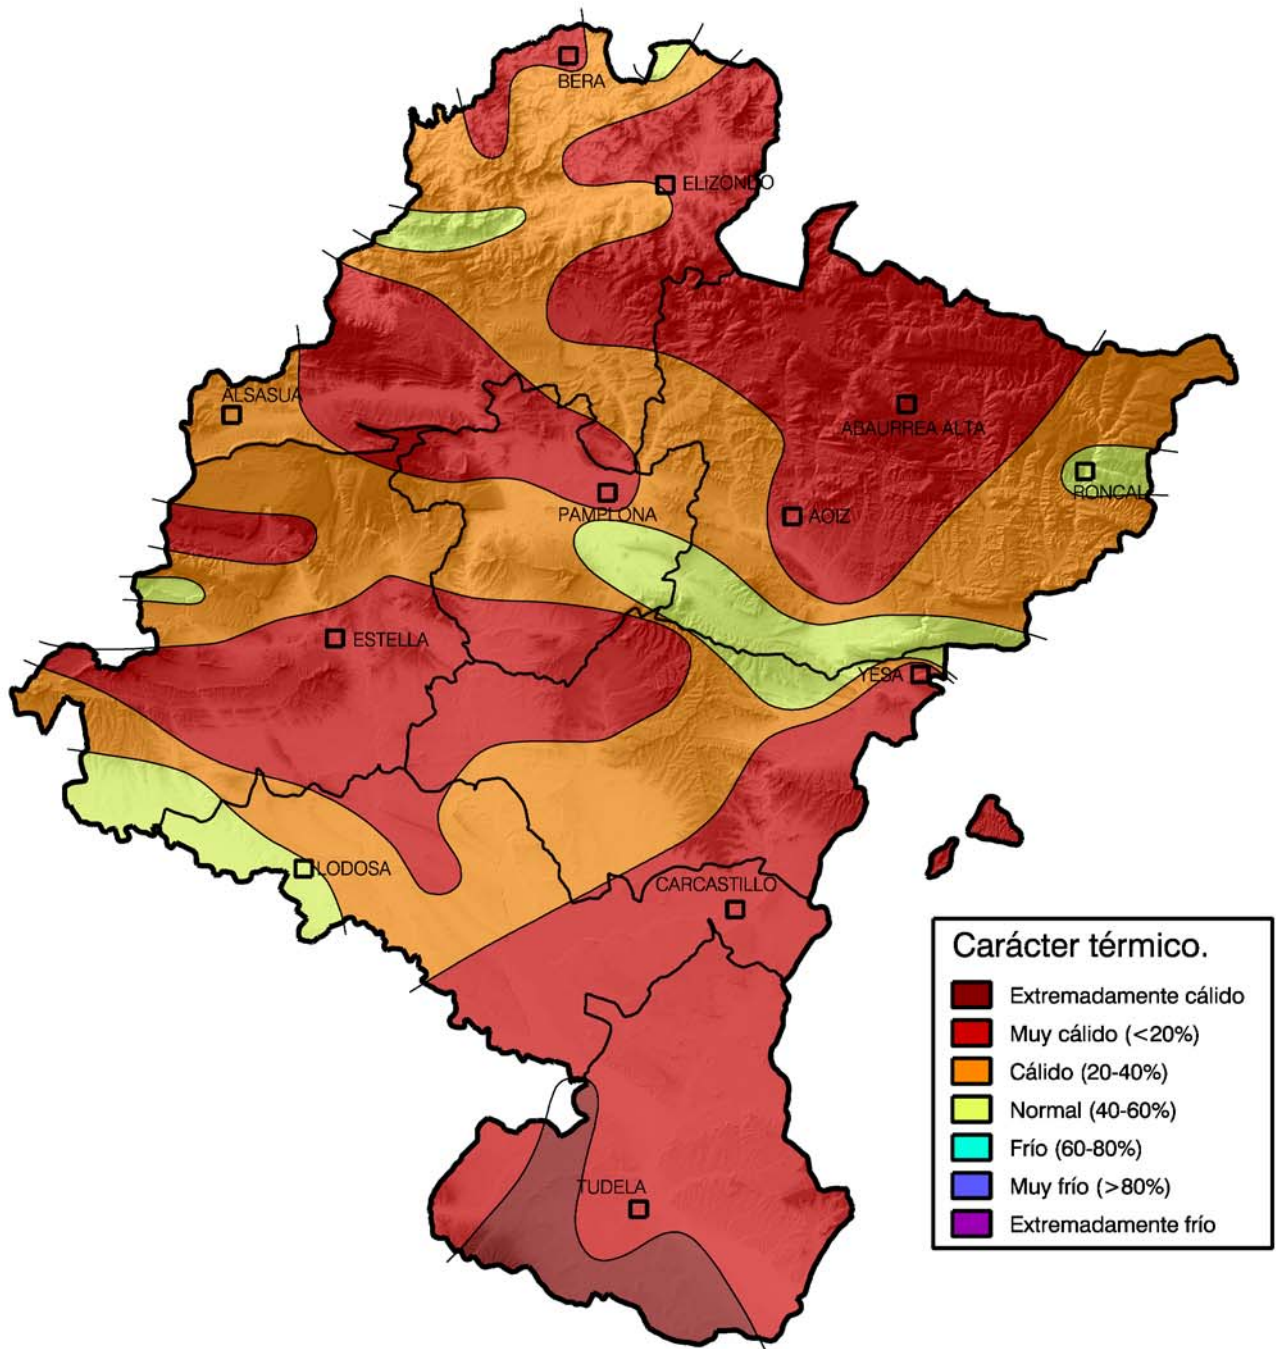 BERA
ELIZONDO
ALSASUA
ABAURREA ALTA
RONCAL
PAMPLONA
AOIZ
ESTELLA
YESA
LODOSA
CARCASTILLO
TUDELA
Carácter térmico.
Extremadamente cálido
Muy cálido (<20%)
Cálido (20-40%)
Normal (40-60%)
Frío (60-80%)
Muy frío (>80%)
Extremadamente frío